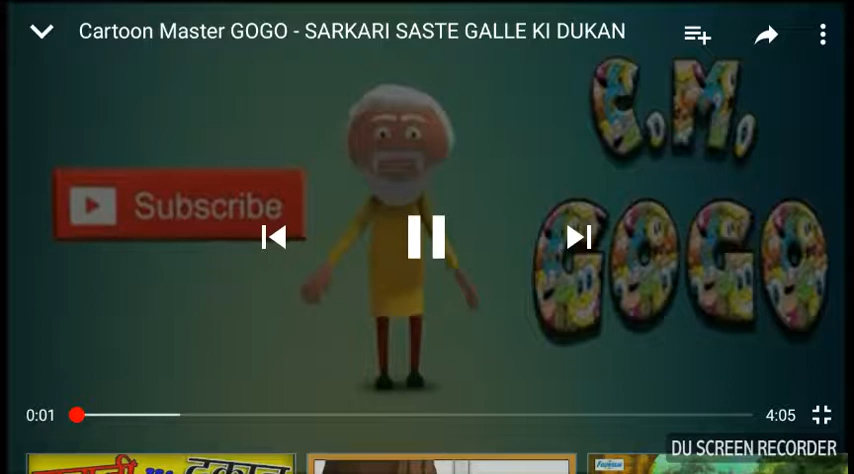 Cartoon Master GOGO - SARKARI SASTE GALLE KI DUKAN
C.M.
GOGO
Subscribe
0:01
4:05
DU SCREEN RECORDER